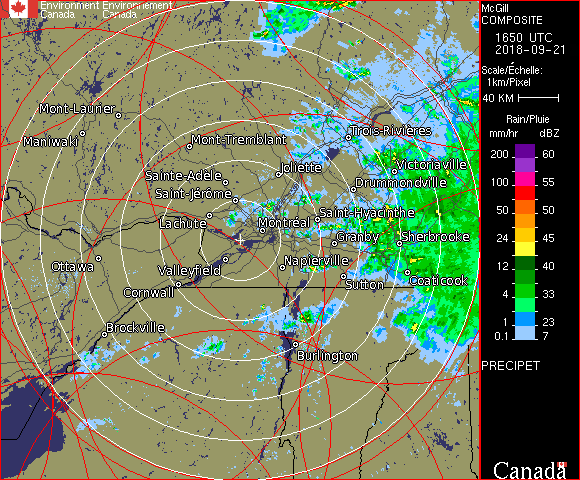 Environment Environnement
Canada Canada
McGill
COMPOSITE
1650 UTC
2018-09-21
Scale/Échelle:
1km/Pixel
40 KM
Rain/Pluie
mm/hr dBZ
200 60
100 55
50 50
24 45
12 40
4 33
1 23
0.1 7
PRECIPET
Canada
Mont-Laurier
Maniwaki
Mont-Tremblant
Trois-Rivières
Joliette
Victoriaville
Sainte-Adèle
Drummondville
Saint-Jérôme
Saint-Hyacinthe
Lachute
Montréal
Granby
Sherbrooke
Ottawa
Valleyfield
Napierville
Coaticook
Sutton
Cornwall
Brockville
Burlington